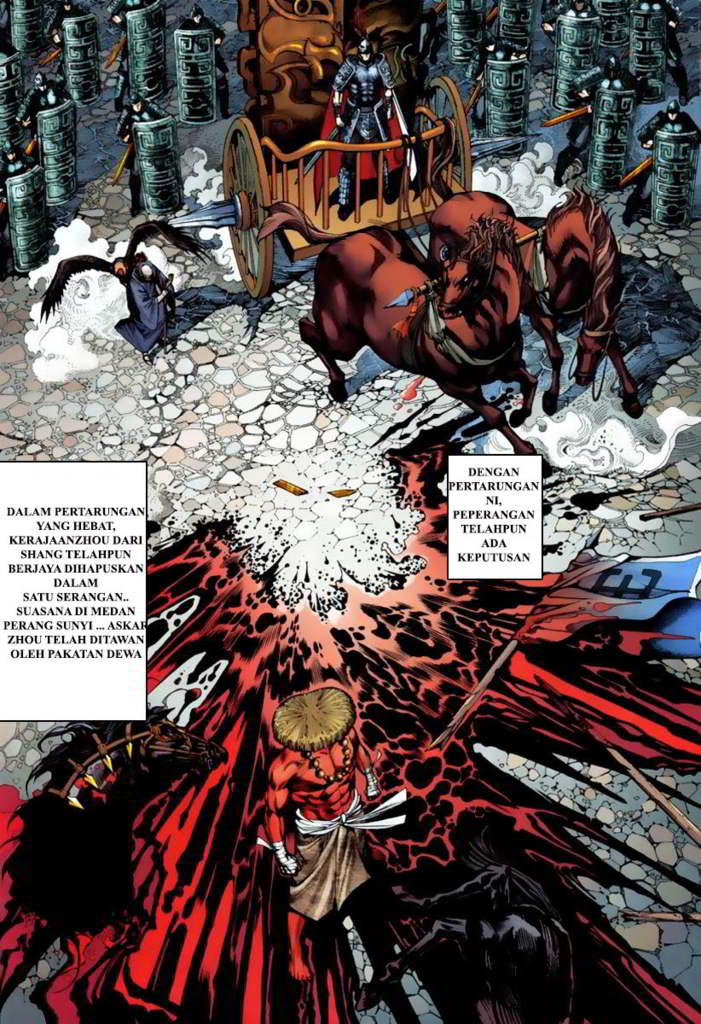 DALAM PERTARUNGAN
YANG HEBAT,
KERAJAANZHOU DARI
SHANG TELAHPUN
BERJAYA DIHAPUSKAN
DALAM
SATU SERANGAN..
SUASANA DI MEDAN
PERANG SUNYI ... ASKAR
ZHOU TELAH DITAWAN
OLEH PAKATAN DEWA
DENGAN
PERTARUNGAN
NI,
PEPERANGAN
TELAHPUN
ADA
KEPUTUSAN